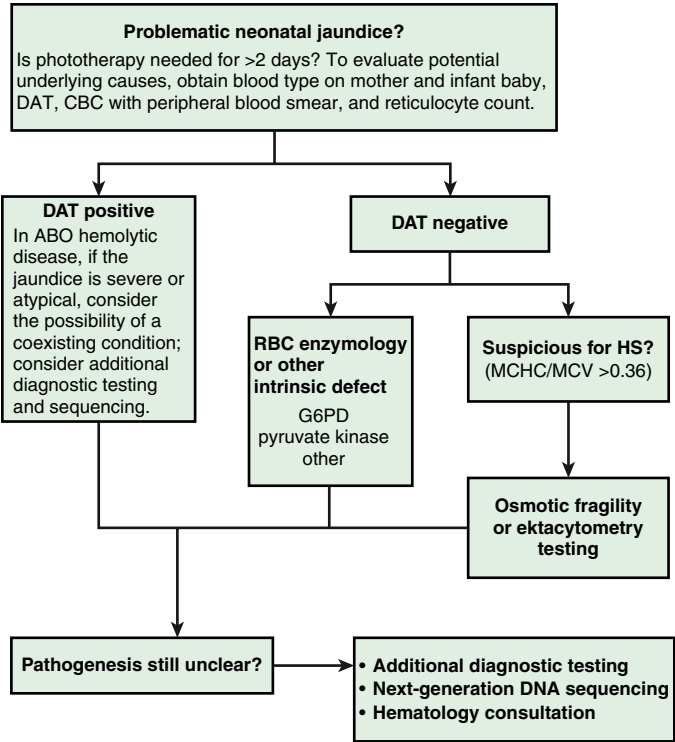 Problematic neonatal jaundice?
Is phototherapy needed for >2 days? To evaluate potential
underlying causes, obtain blood type on mother and infant baby,
DAT, CBC with peripheral blood smear, and reticulocyte count.
DAT positive
In ABO hemolytic
disease, if the
jaundice is severe or
atypical, consider
the possibility of a
coexisting condition;
consider additional
diagnostic testing
and sequencing.
DAT negative
RBC enzymology
or other
intrinsic defect
G6PD
pyruvate kinase
other
Suspicious for HS?
(MCHC/MCV >0.36)
Osmotic fragility
or ektacytometry
testing
Pathogenesis still unclear?
• Additional diagnostic testing
• Next-generation DNA sequencing
• Hematology consultation